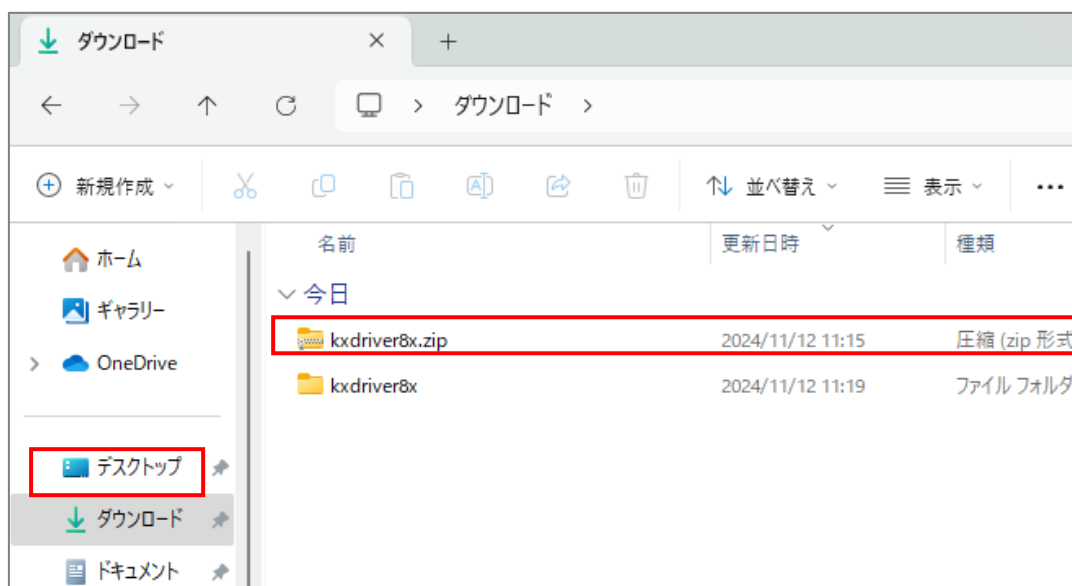 ダウンロード
ダウンロード
新規作成
並べ替え
表示
名前 更新日時 種類
ホーム
今日
ギャラリー
kxdriver8x.zip 2024/11/12 11:15 圧縮 (zip 形式
OneDrive
kxdriver8x 2024/11/12 11:19 ファイル フォルダ
デスクトップ
ダウンロード
ドキュメント